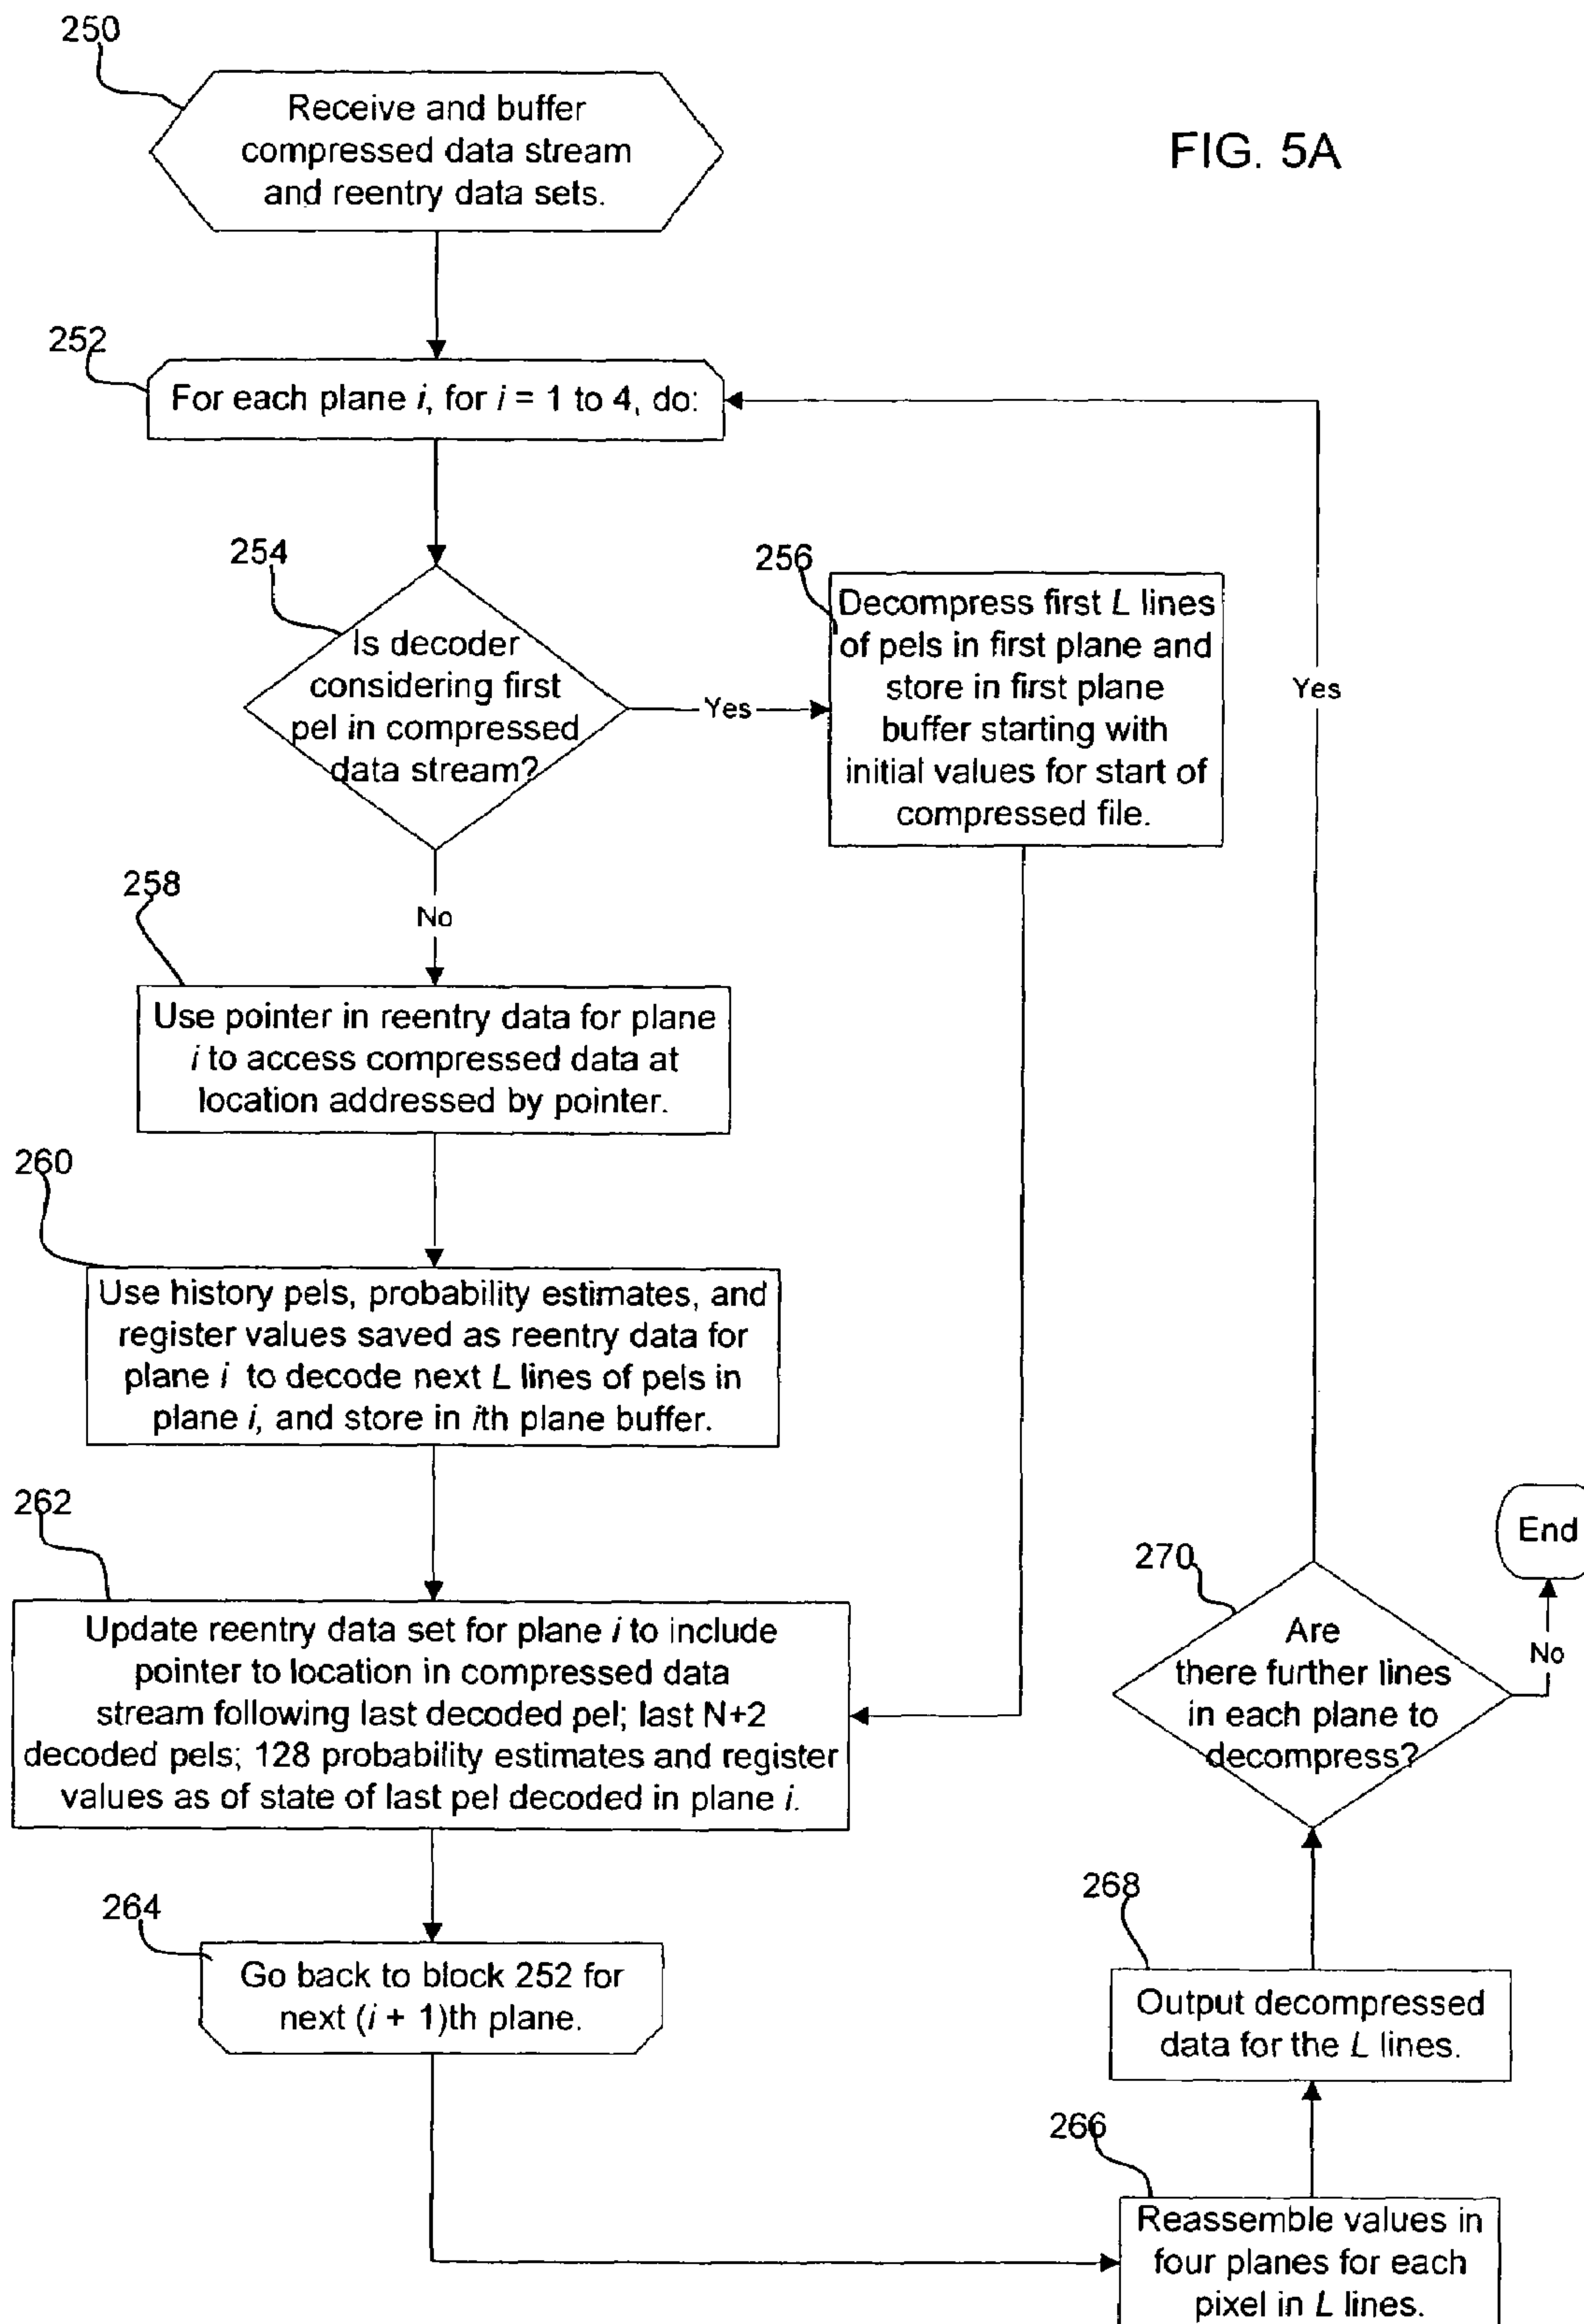 250
Receive and buffer
compressed data stream
and reentry data sets.
FIG. 5A
252
For each plane i, for i = 1 to 4, do:
254
Is decoder
considering first
pel in compressed
data stream?
Yes
256
Decompress first L lines
of pels in first plane and
store in first plane
buffer starting with
initial values for start of
compressed file.
Yes
258
No
Use pointer in reentry data for plane
i to access compressed data at
location addressed by pointer.
260
Use history pels, probability estimates, and
register values saved as reentry data for
plane i to decode next L lines of pels in
plane i, and store in ith plane buffer.
262
Update reentry data set for plane i to include
pointer to location in compressed data
stream following last decoded pel; last N+2
decoded pels; 128 probability estimates and register
values as of state of last pel decoded in plane i.
264
Go back to block 252 for
next (i + 1)th plane.
End
No
270
Are
there further lines
in each plane to
decompress?
268
Output decompressed
data for the L lines.
266
Reassemble values in
four planes for each
pixel in L lines.